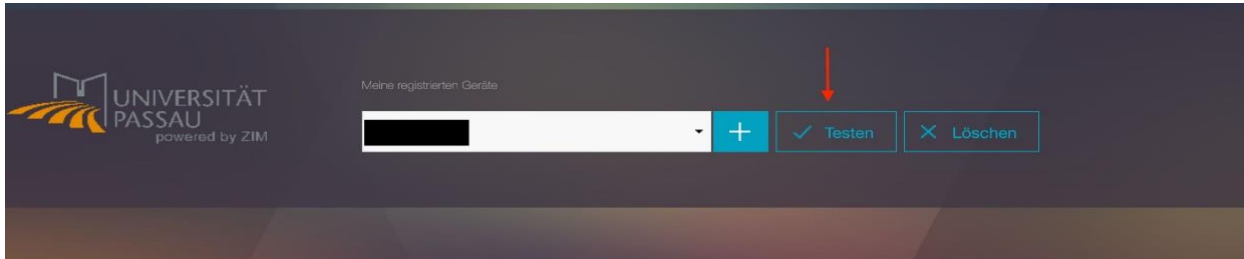 UNIVERSITÄT
PASSAU
powered by ZIM
Meine registrierten Geräte
Testen
Löschen